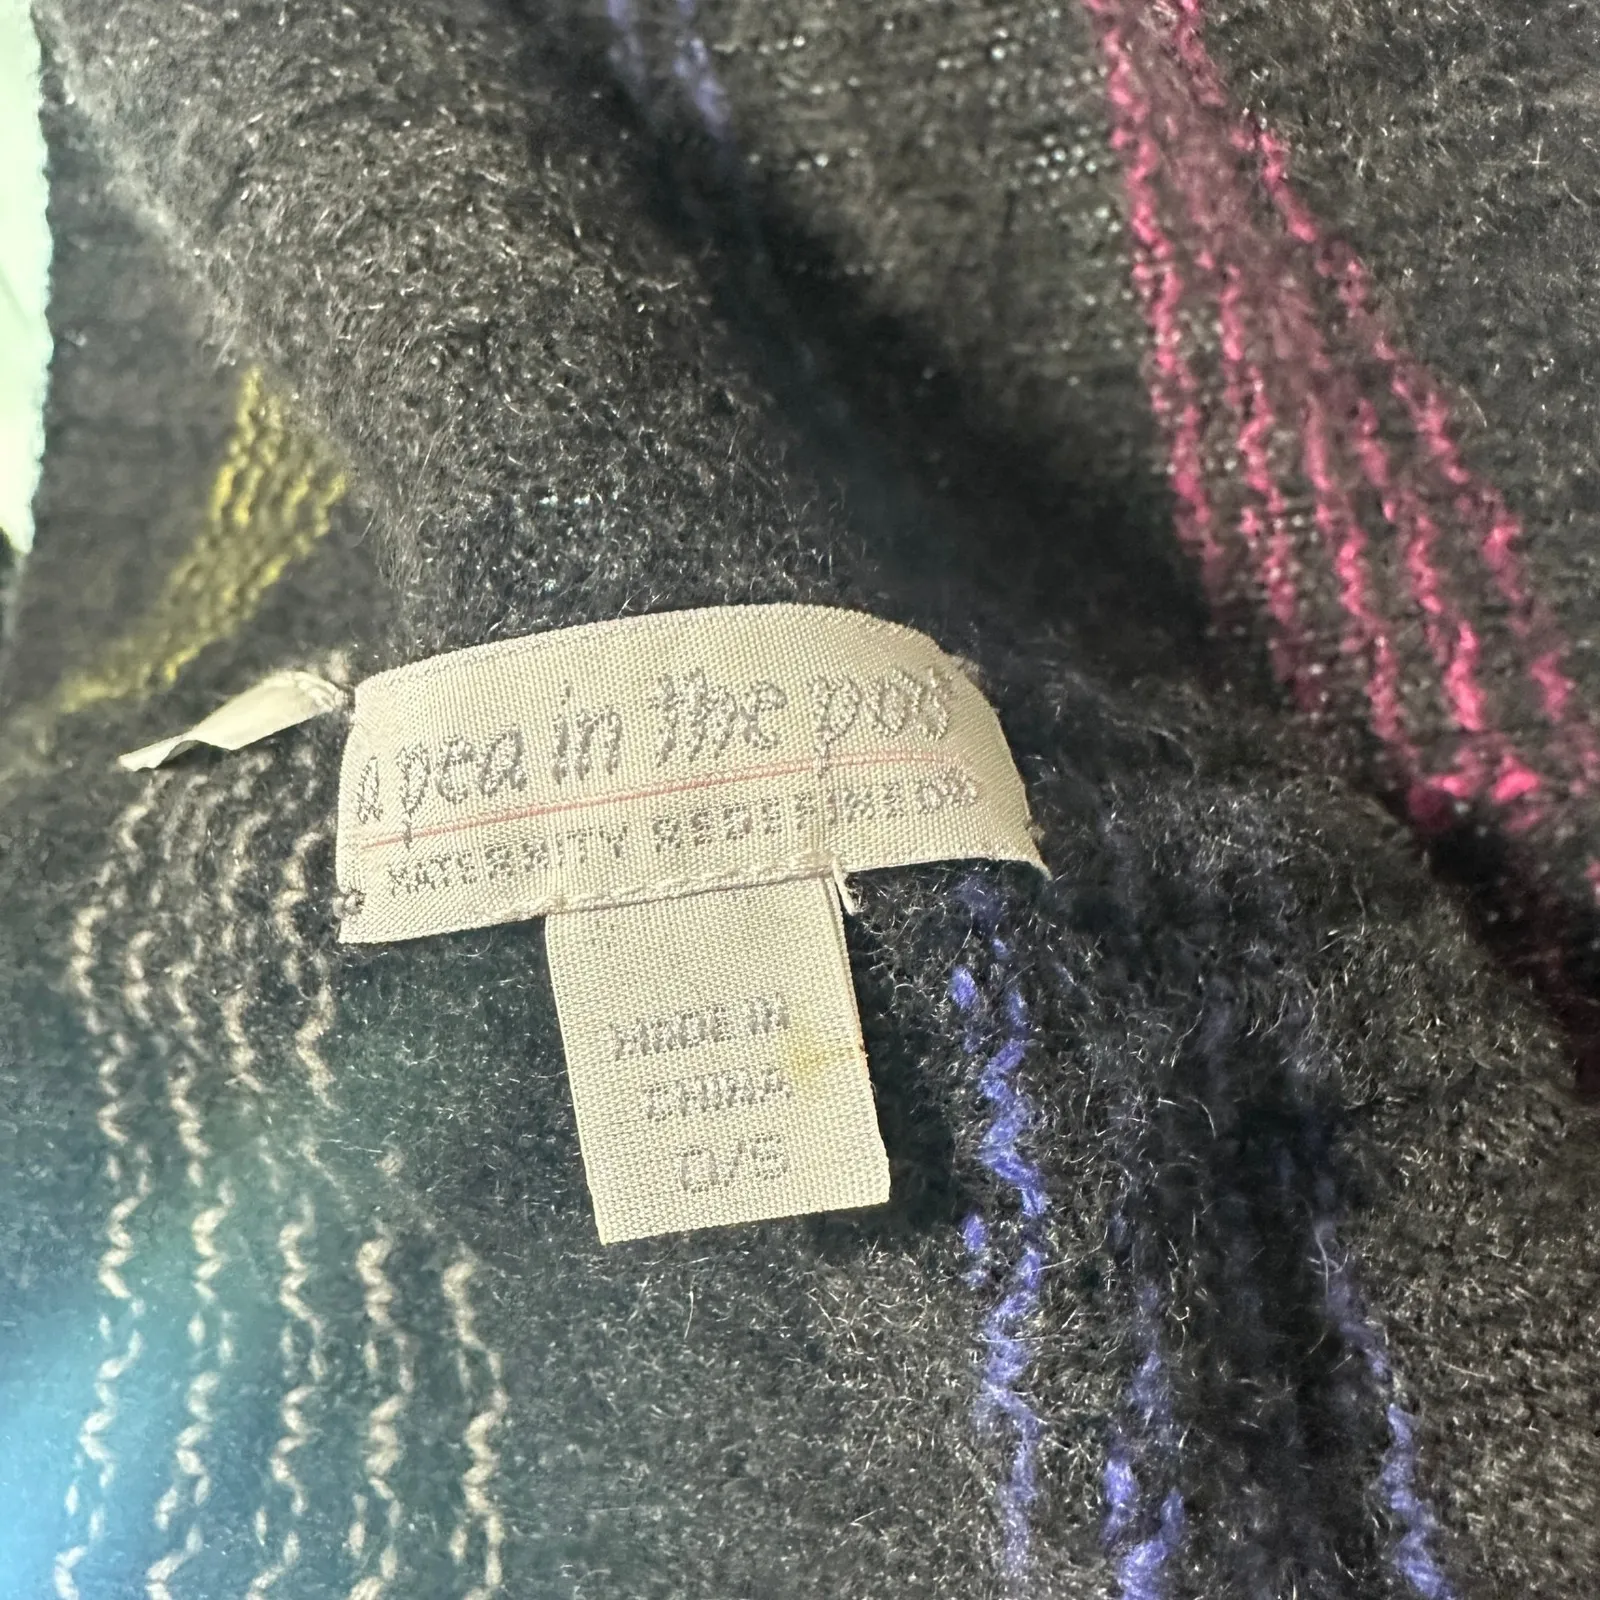 a pea in the pod
MATERNITY REDEFINED
MADE IN
CHINA
O/S